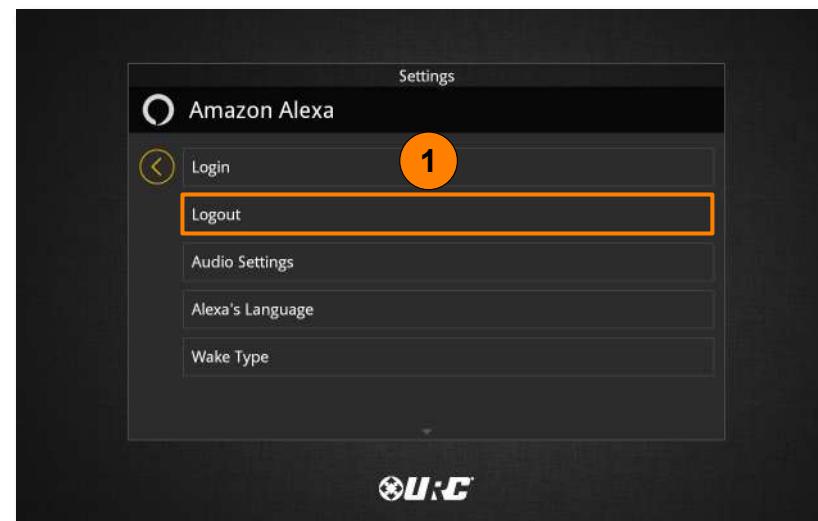 Settings
Amazon Alexa
1
Login
Logout
Audio Settings
Alexa's Language
Wake Type
URC